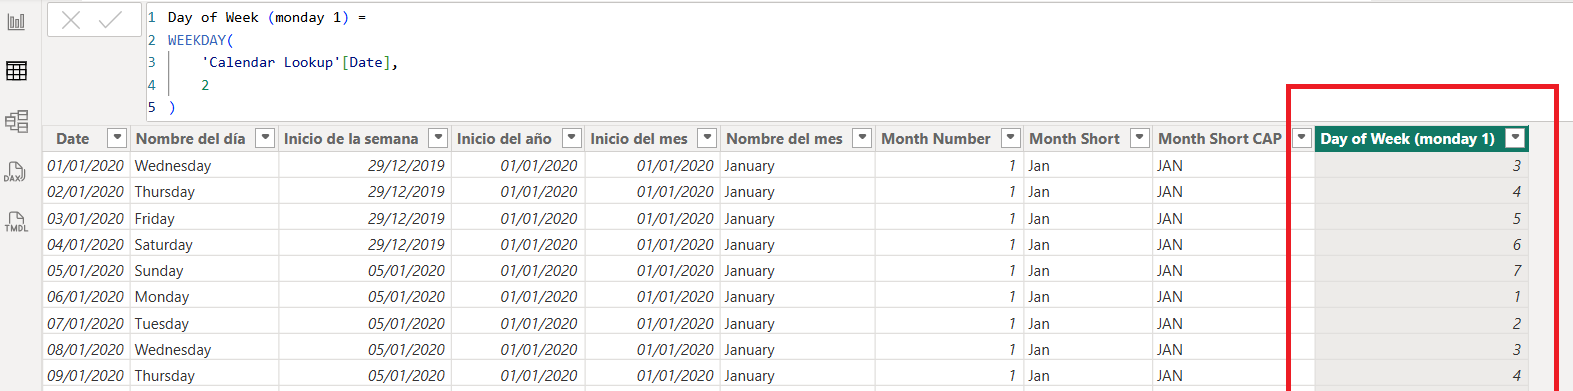 1 Day of Week (monday 1) =
2 WEEKDAY(
3 'Calendar Lookup'[Date],
4 2
5 )
DAX
TMDL
Date Nombre del día Inicio de la semana Inicio del año Inicio del mes Nombre del mes Month Number Month Short Month Short CAP Day of Week (monday 1)
01/01/2020 Wednesday 29/12/2019 01/01/2020 01/01/2020 January 1 Jan JAN 3
02/01/2020 Thursday 29/12/2019 01/01/2020 01/01/2020 January 1 Jan JAN 4
03/01/2020 Friday 29/12/2019 01/01/2020 01/01/2020 January 1 Jan JAN 5
04/01/2020 Saturday 29/12/2019 01/01/2020 01/01/2020 January 1 Jan JAN 6
05/01/2020 Sunday 05/01/2020 01/01/2020 01/01/2020 January 1 Jan JAN 7
06/01/2020 Monday 05/01/2020 01/01/2020 01/01/2020 January 1 Jan JAN 1
07/01/2020 Tuesday 05/01/2020 01/01/2020 01/01/2020 January 1 Jan JAN 2
08/01/2020 Wednesday 05/01/2020 01/01/2020 01/01/2020 January 1 Jan JAN 3
09/01/2020 Thursday 05/01/2020 01/01/2020 01/01/2020 January 1 Jan JAN 4